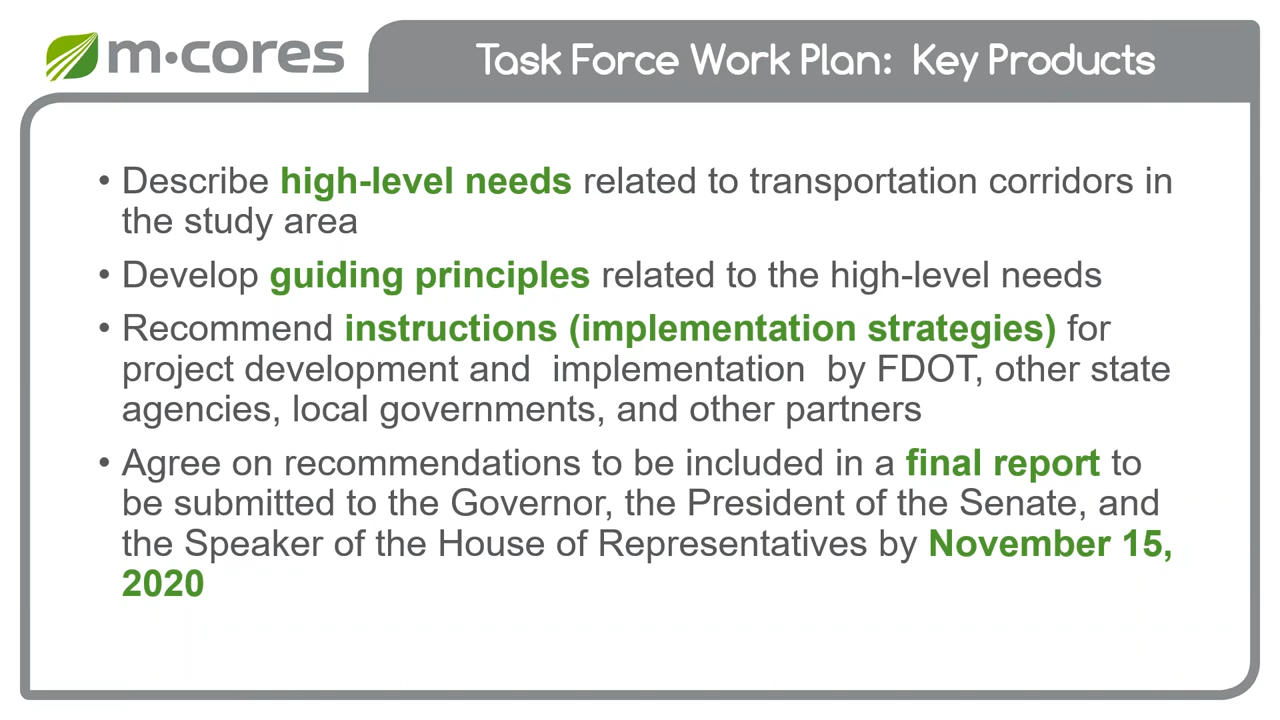 m•cores
Task Force Work Plan:  Key Products
• Describe high-level needs related to transportation corridors in
the study area
• Develop guiding principles related to the high-level needs
• Recommend instructions (implementation strategies) for
project development and  implementation  by FDOT, other state
agencies, local governments, and other partners
• Agree on recommendations to be included in a final report to
be submitted to the Governor, the President of the Senate, and
the Speaker of the House of Representatives by November 15,
2020